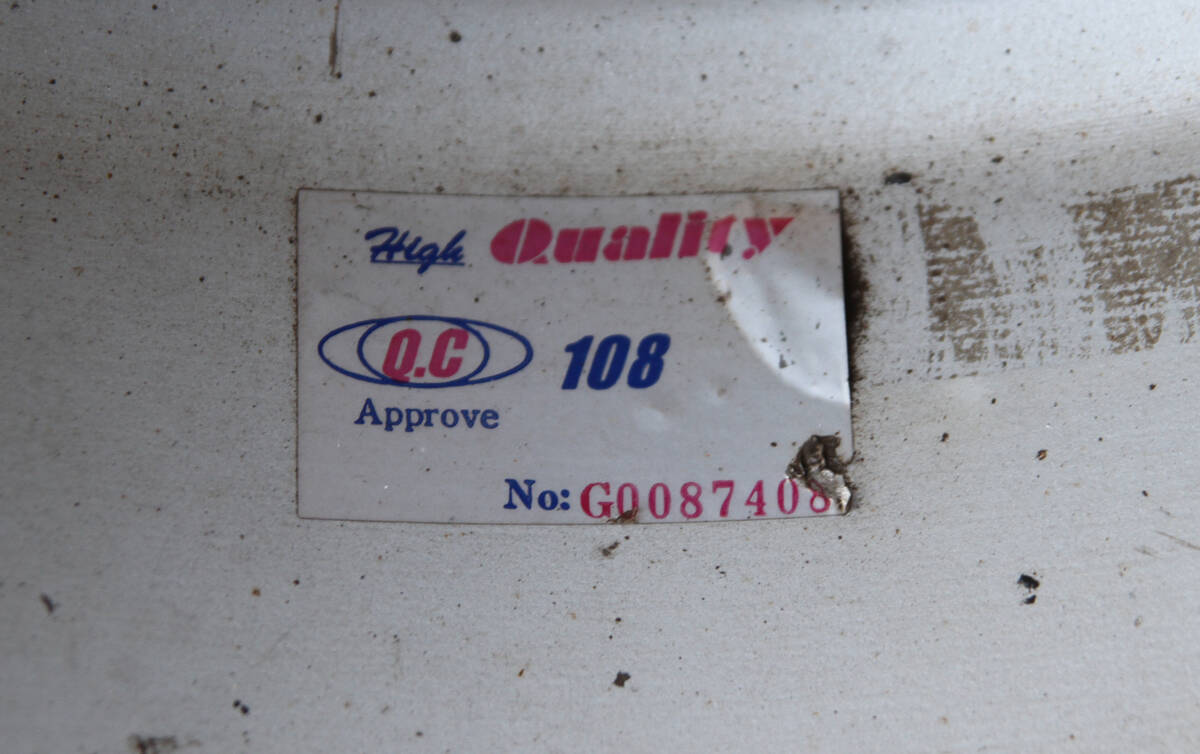 High Quality
Q.C 108
Approve
No: G0087408